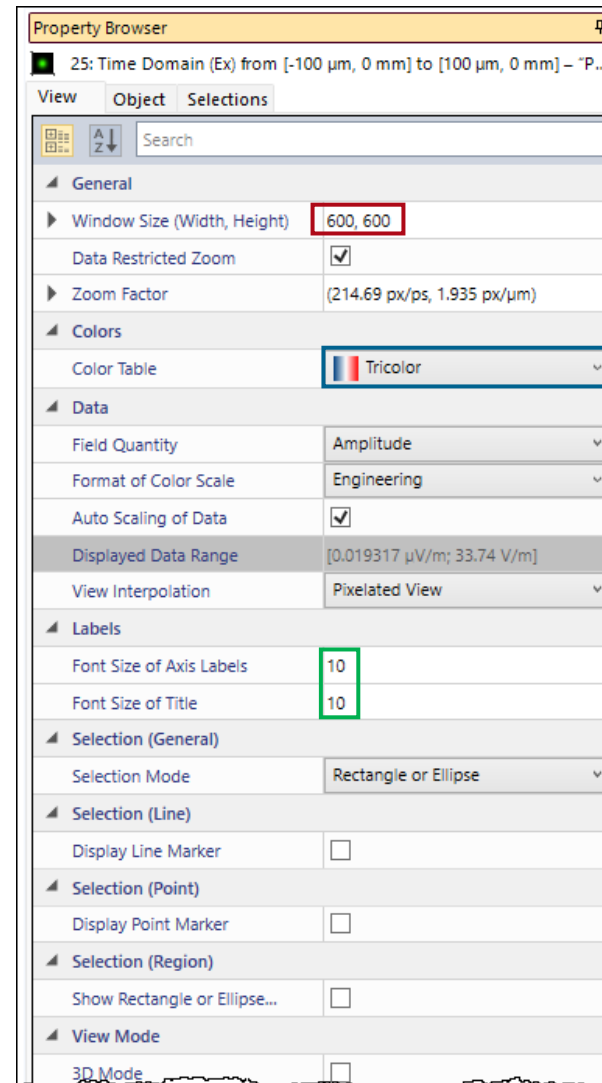 Property Browser
25: Time Domain (Ex) from [-100 µm, 0 mm] to [100 µm, 0 mm] – "P...
View Object Selections
Search
General
Window Size (Width, Height) 600, 600
Data Restricted Zoom
Zoom Factor (214.69 px/ps, 1.935 px/µm)
Colors
Color Table Tricolor
Data
Field Quantity Amplitude
Format of Color Scale Engineering
Auto Scaling of Data
Displayed Data Range [0.019317 µV/m; 33.74 V/m]
View Interpolation Pixelated View
Labels
Font Size of Axis Labels 10
Font Size of Title 10
Selection (General)
Selection Mode Rectangle or Ellipse
Selection (Line)
Display Line Marker
Selection (Point)
Display Point Marker
Selection (Region)
Show Rectangle or Ellipse...
View Mode
3D Mode